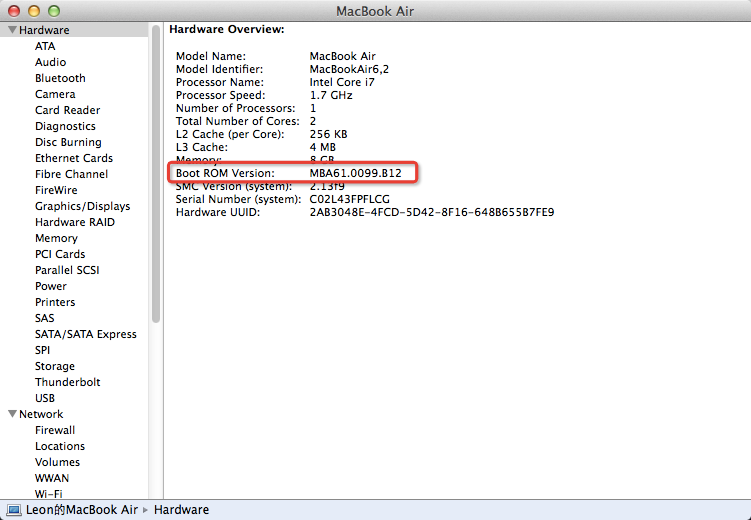 MacBook Air
Hardware
ATA
Audio
Bluetooth
Camera
Card Reader
Diagnostics
Disc Burning
Ethernet Cards
Fibre Channel
FireWire
Graphics/Displays
Hardware RAID
Memory
PCI Cards
Parallel SCSI
Power
Printers
SAS
SATA/SATA Express
SPI
Storage
Thunderbolt
USB
Network
Firewall
Locations
Volumes
WWAN
Wi-Fi
Hardware Overview:
Model Name: MacBook Air
Model Identifier: MacBookAir6,2
Processor Name: Intel Core i7
Processor Speed: 1.7 GHz
Number of Processors: 1
Total Number of Cores: 2
L2 Cache (per Core): 256 KB
L3 Cache: 4 MB
Memory: 8 GB
Boot ROM Version: MBA61.0099.B12
SMC Version (system): 2.13f9
Serial Number (system): C02L43FPFLCG
Hardware UUID: 2AB3048E-4FCD-5D42-8F16-648B655B7FE9
Leon的MacBook Air ▸ Hardware